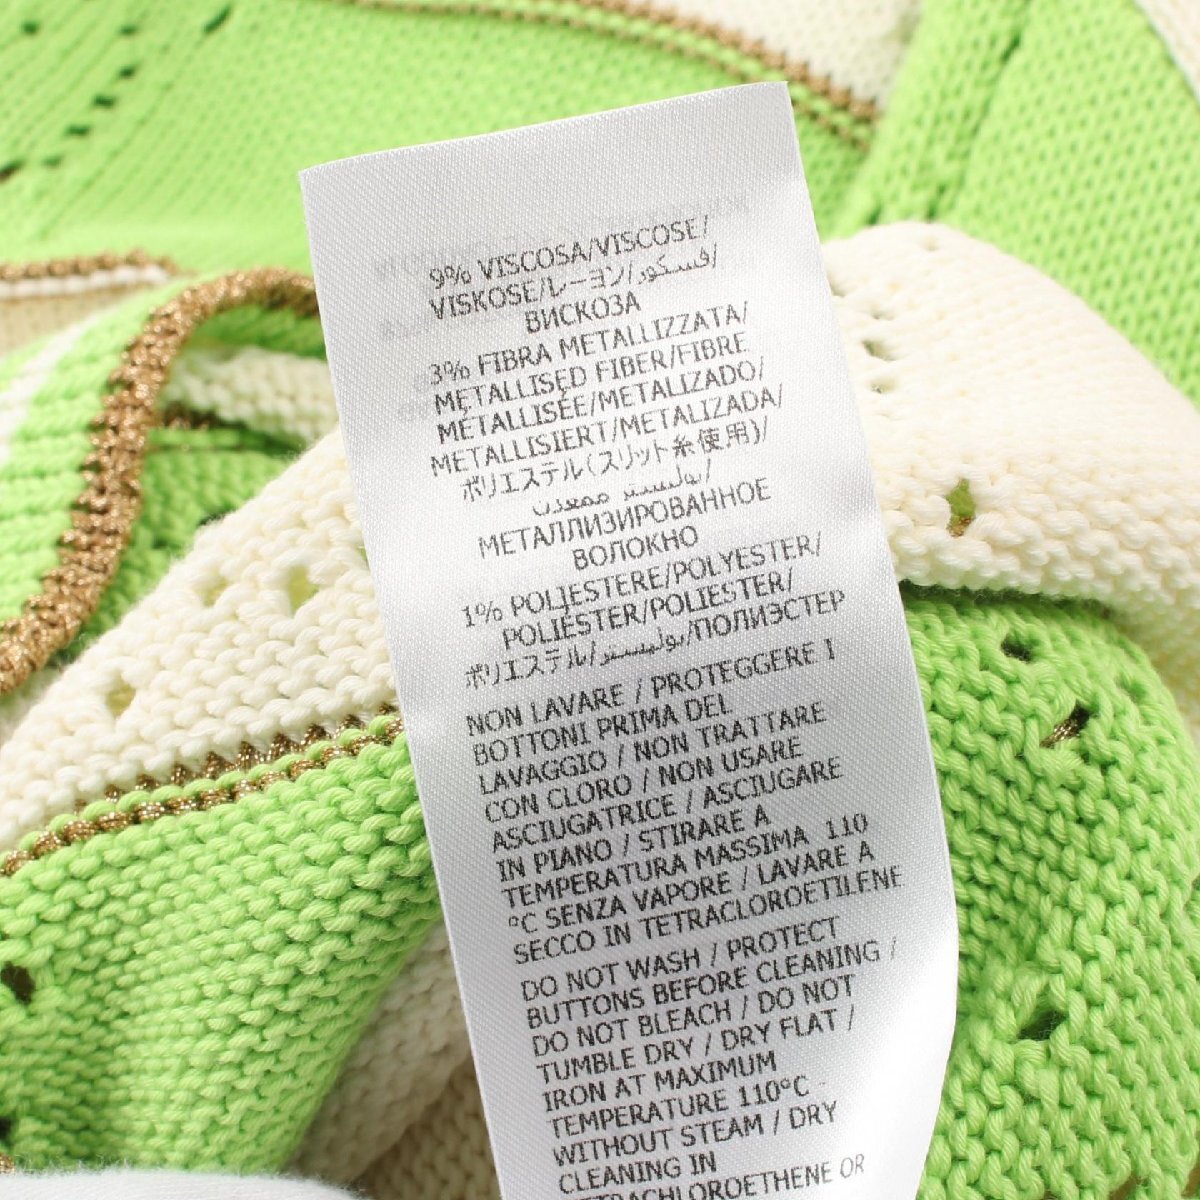 9% VISCOSA/VISCOSE/
VISKOSE/レーヨン/فسكوز/
ВИСКОЗА
3% FIBRA METALLIZZATA/
METALLISED FIBER/FIBRE
MÉTALLISÉE/METALIZADO/
METALLISIERT/METALIZADA/
ポリエステル(スリット糸使用)/
بوليستر ممعدن/
МЕТАЛЛИЗИРОВАННОЕ
ВОЛОКНО
1% POLIESTERE/POLYESTER/
POLIÉSTER/POLIESTER/
ポリエステル/بوليستر/ПОЛИЭСТЕР
NON LAVARE / PROTEGGERE I
BOTTONI PRIMA DEL
LAVAGGIO / NON TRATTARE
CON CLORO / NON USARE
ASCIUGATRICE / ASCIUGARE
IN PIANO / STIRARE A
TEMPERATURA MASSIMA 110
°C SENZA VAPORE / LAVARE A
SECCO IN TETRACLOROETILENE
DO NOT WASH / PROTECT
BUTTONS BEFORE CLEANING /
DO NOT BLEACH / DO NOT
TUMBLE DRY / DRY FLAT /
IRON AT MAXIMUM
TEMPERATURE 110°C
WITHOUT STEAM / DRY
CLEANING IN
TETRACHLOROETHENE OR